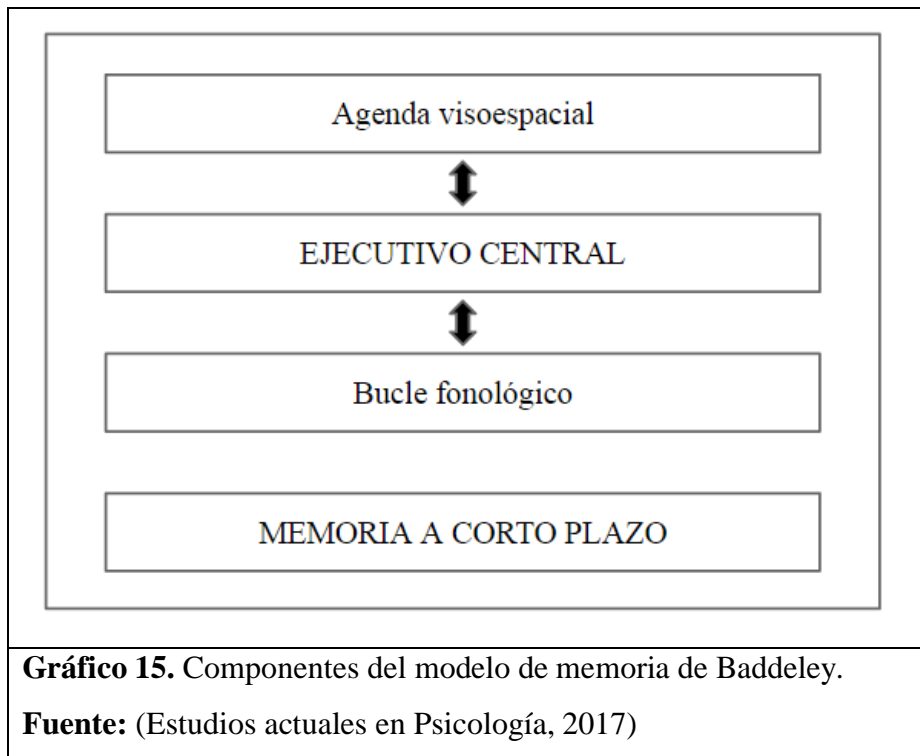 Agenda visoespacial
EJECUTIVO CENTRAL
Bucle fonológico
MEMORIA A CORTO PLAZO
Gráfico 15. Componentes del modelo de memoria de Baddeley.
Fuente: (Estudios actuales en Psicología, 2017)